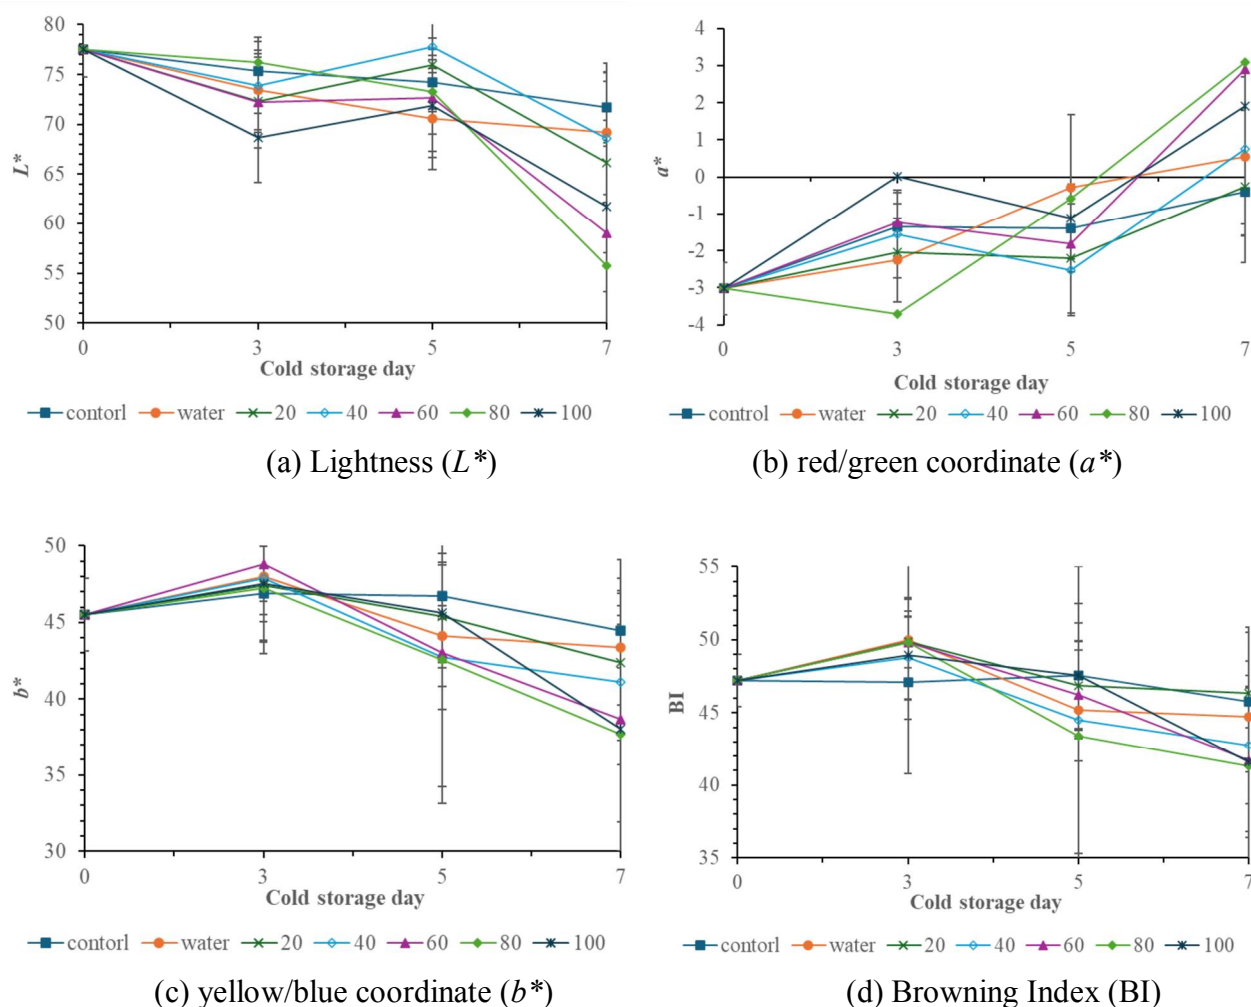 80
75
70
65
60
55
50
L*
0
3
5
7
Cold storage day
contorl water 20 40 60 80 100
(a) Lightness (L*)
4
3
2
1
0
-1
-2
-3
-4
a*
0
3
5
7
Cold storage day
control water 20 40 60 80 100
(b) red/green coordinate (a*)
50
45
40
35
30
b*
0
3
5
7
Cold storage day
contorl water 20 40 60 80 100
(c) yellow/blue coordinate (b*)
55
50
45
40
35
BI
0
3
5
7
Cold storage day
contorl water 20 40 60 80 100
(d) Browning Index (BI)